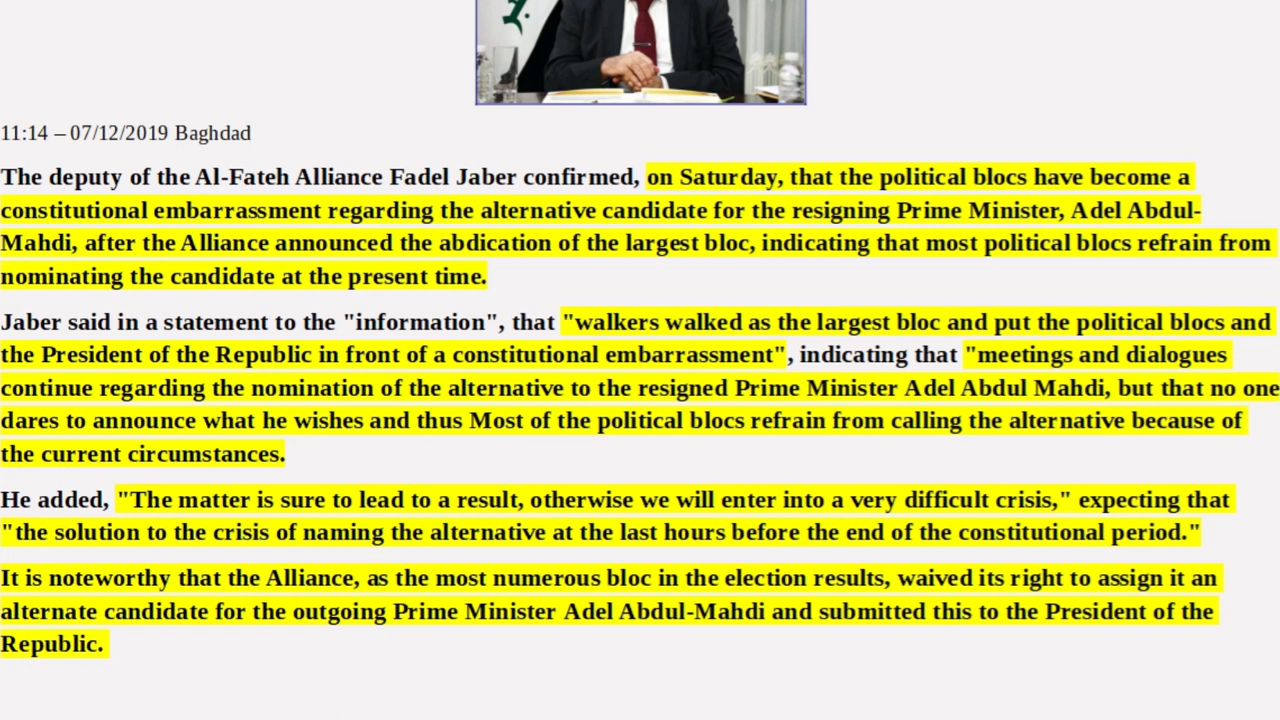 11:14 – 07/12/2019 Baghdad
The deputy of the Al-Fateh Alliance Fadel Jaber confirmed, on Saturday, that the political blocs have become a
constitutional embarrassment regarding the alternative candidate for the resigning Prime Minister, Adel Abdul-
Mahdi, after the Alliance announced the abdication of the largest bloc, indicating that most political blocs refrain from
nominating the candidate at the present time.
Jaber said in a statement to the "information", that "walkers walked as the largest bloc and put the political blocs and
the President of the Republic in front of a constitutional embarrassment", indicating that "meetings and dialogues
continue regarding the nomination of the alternative to the resigned Prime Minister Adel Abdul Mahdi, but that no one
dares to announce what he wishes and thus Most of the political blocs refrain from calling the alternative because of
the current circumstances.
He added, "The matter is sure to lead to a result, otherwise we will enter into a very difficult crisis," expecting that
"the solution to the crisis of naming the alternative at the last hours before the end of the constitutional period."
It is noteworthy that the Alliance, as the most numerous bloc in the election results, waived its right to assign it an
alternate candidate for the outgoing Prime Minister Adel Abdul-Mahdi and submitted this to the President of the
Republic.